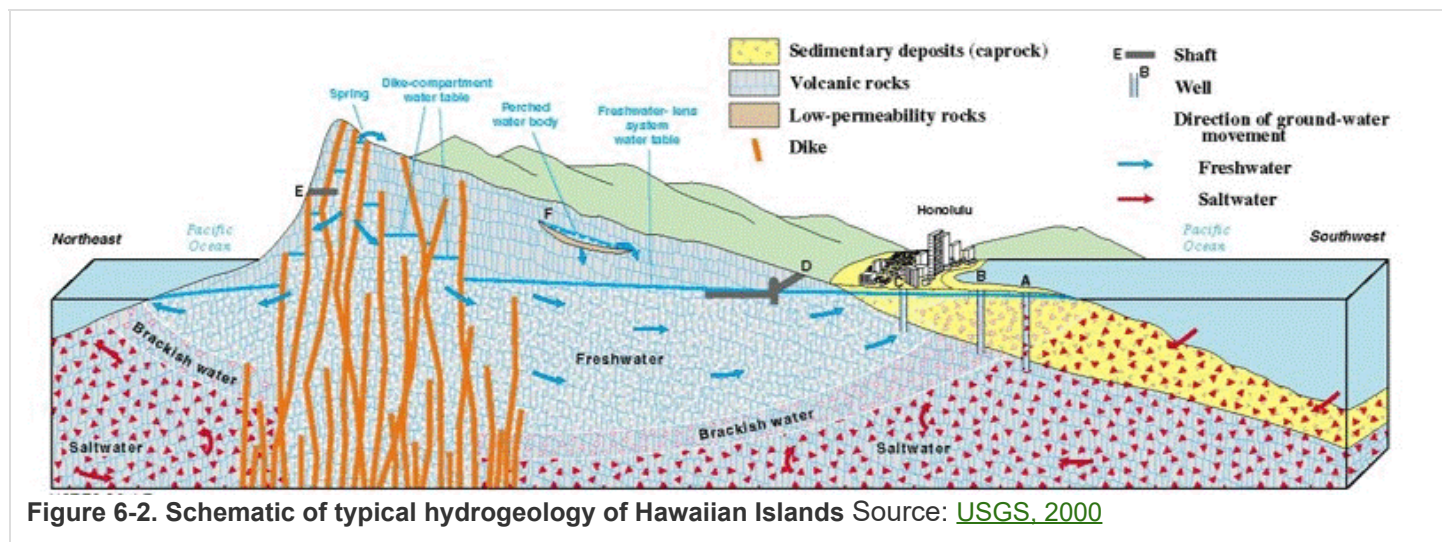 Sedimentary deposits (caprock)
Volcanic rocks
Low-permeability rocks
Dike
E
Shaft
B
Well
Direction of ground-water
movement
Freshwater
Saltwater
Spring
Dike-compartment
water table
Perched
water body
Freshwater- lens
system
water table
E
F
Honolulu
Northeast
Pacific
Ocean
Pacific
Ocean
Southwest
D
C
B
A
Brackish water
Freshwater
Brackish water
Saltwater
Saltwater
Figure 6-2. Schematic of typical hydrogeology of Hawaiian Islands Source: USGS, 2000